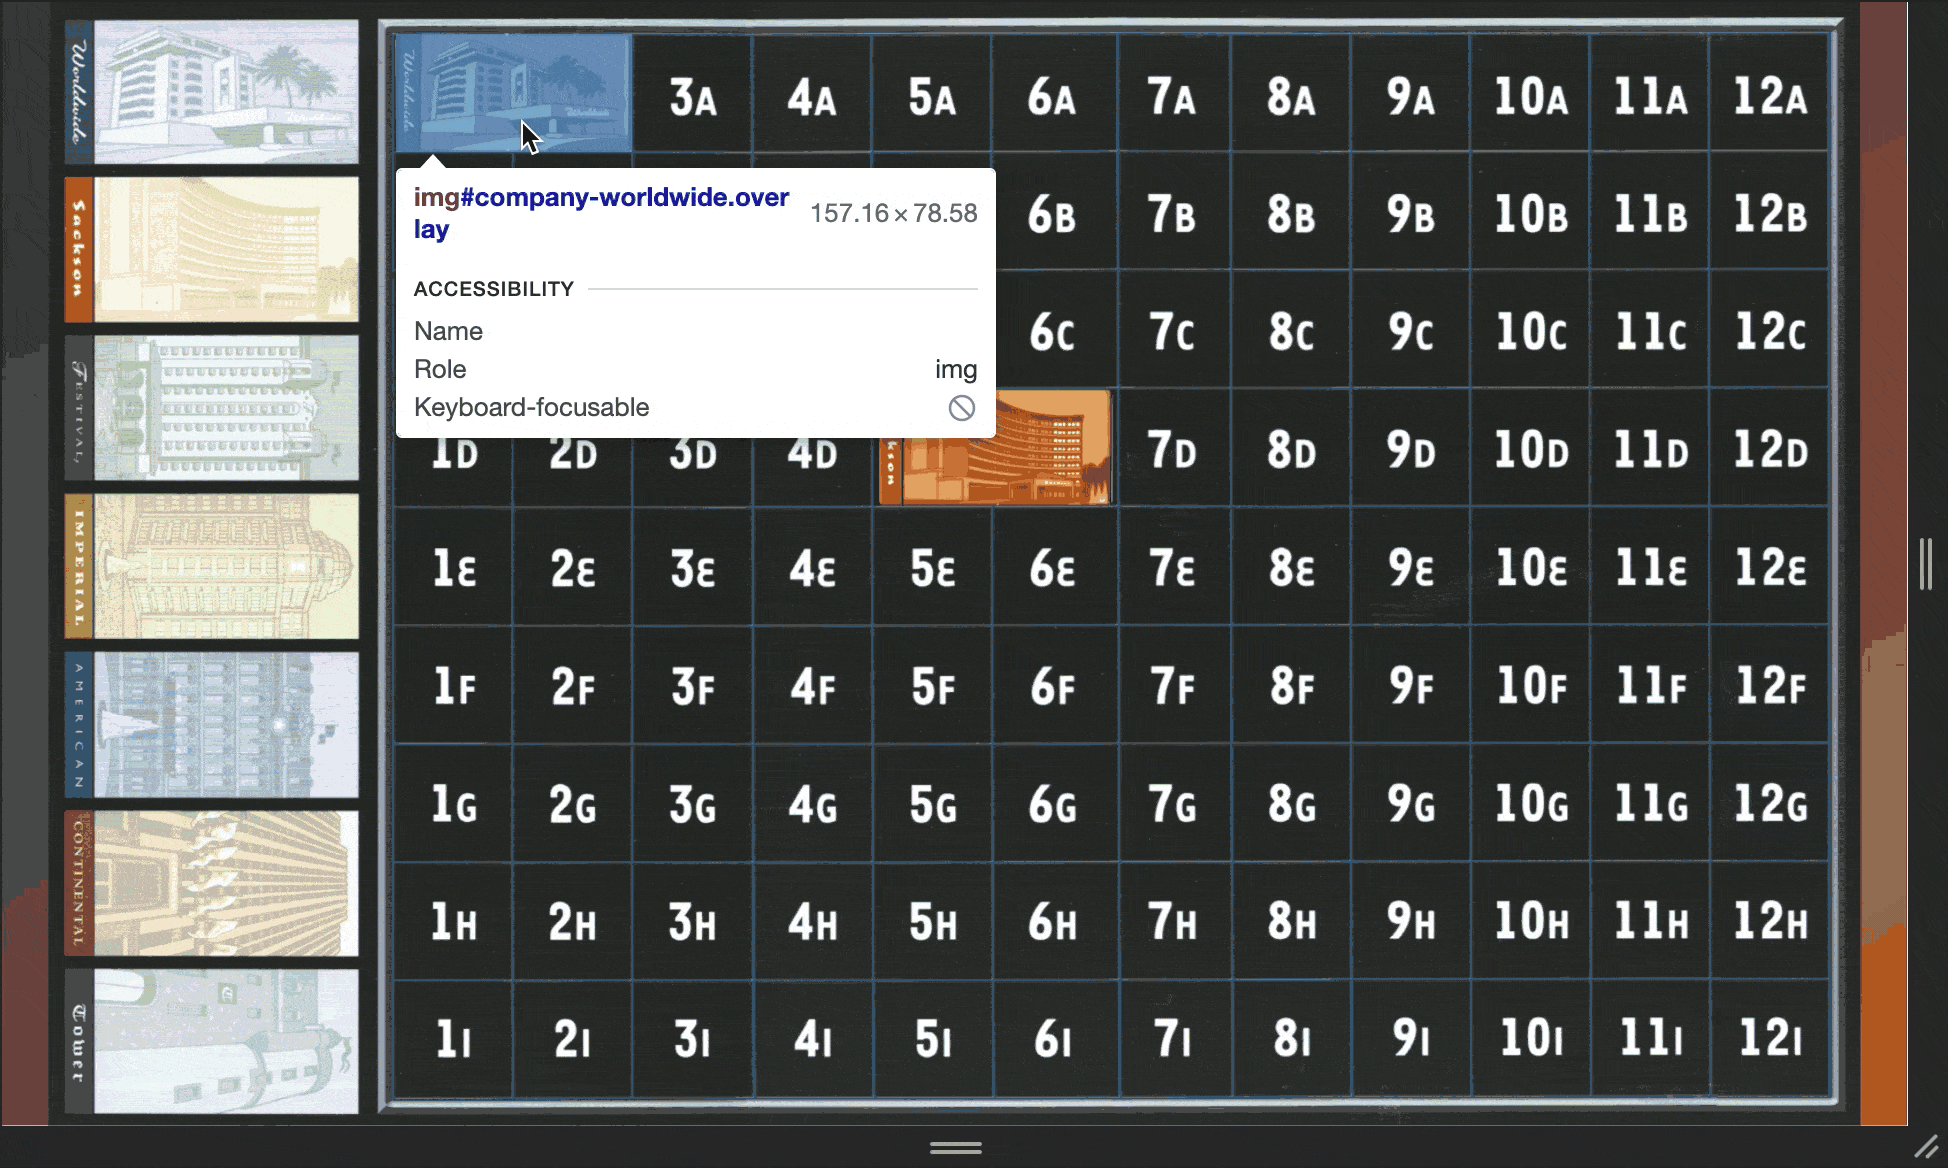 Worldwide
Sackson
FESTIVAL,
IMPERIAL
AMERICAN
CONTINENTAL
Tower
Worldwide
3A 4A 5A 6A 7A 8A 9A 10A 11A 12A
img#company-worldwide.over
lay
157.16×78.58
ACCESSIBILITY
Name
Role img
Keyboard-focusable
6B 7B 8B 9B 10B 11B 12B
6C 7C 8C 9C 10C 11C 12C
1D 2D 3D 4D kson 7D 8D 9D 10D 11D 12D
1E 2E 3E 4E 5E 6E 7E 8E 9E 10E 11E 12E
1F 2F 3F 4F 5F 6F 7F 8F 9F 10F 11F 12F
1G 2G 3G 4G 5G 6G 7G 8G 9G 10G 11G 12G
1H 2H 3H 4H 5H 6H 7H 8H 9H 10H 11H 12H
1I 2I 3I 4I 5I 6I 7I 8I 9I 10I 11I 12I